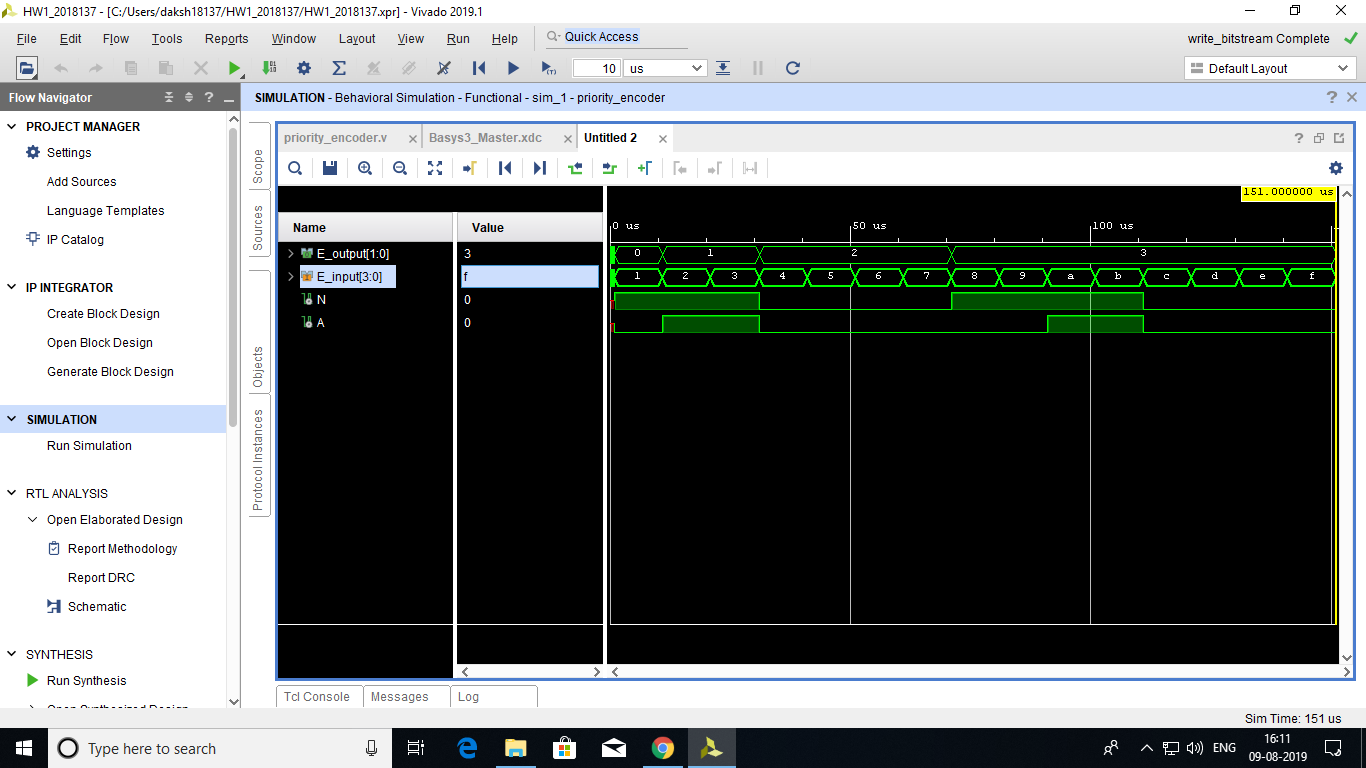 HW1_2018137 - [C:/Users/daksh18137/HW1_2018137/HW1_2018137.xpr] - Vivado 2019.1
File Edit Flow Tools Reports Window Layout View Run Help Quick Access write_bitstream Complete
10 us Default Layout
Flow Navigator
SIMULATION - Behavioral Simulation - Functional - sim_1 - priority_encoder
PROJECT MANAGER
Settings
Add Sources
Language Templates
IP Catalog
IP INTEGRATOR
Create Block Design
Open Block Design
Generate Block Design
SIMULATION
Run Simulation
RTL ANALYSIS
Open Elaborated Design
Report Methodology
Report DRC
Schematic
SYNTHESIS
Run Synthesis
Scope
Sources
Objects
Protocol Instances
priority_encoder.v Basys3_Master.xdc Untitled 2
151.000000 us
Name Value
0 us 50 us 100 us
E_output[1:0] 3 0 1 2 3
E_input[3:0] f 1 2 3 4 5 6 7 8 9 a b c d e f
N 0
A 0
Tcl Console Messages Log
Sim Time: 151 us
Type here to search
ENG
16:11
09-08-2019